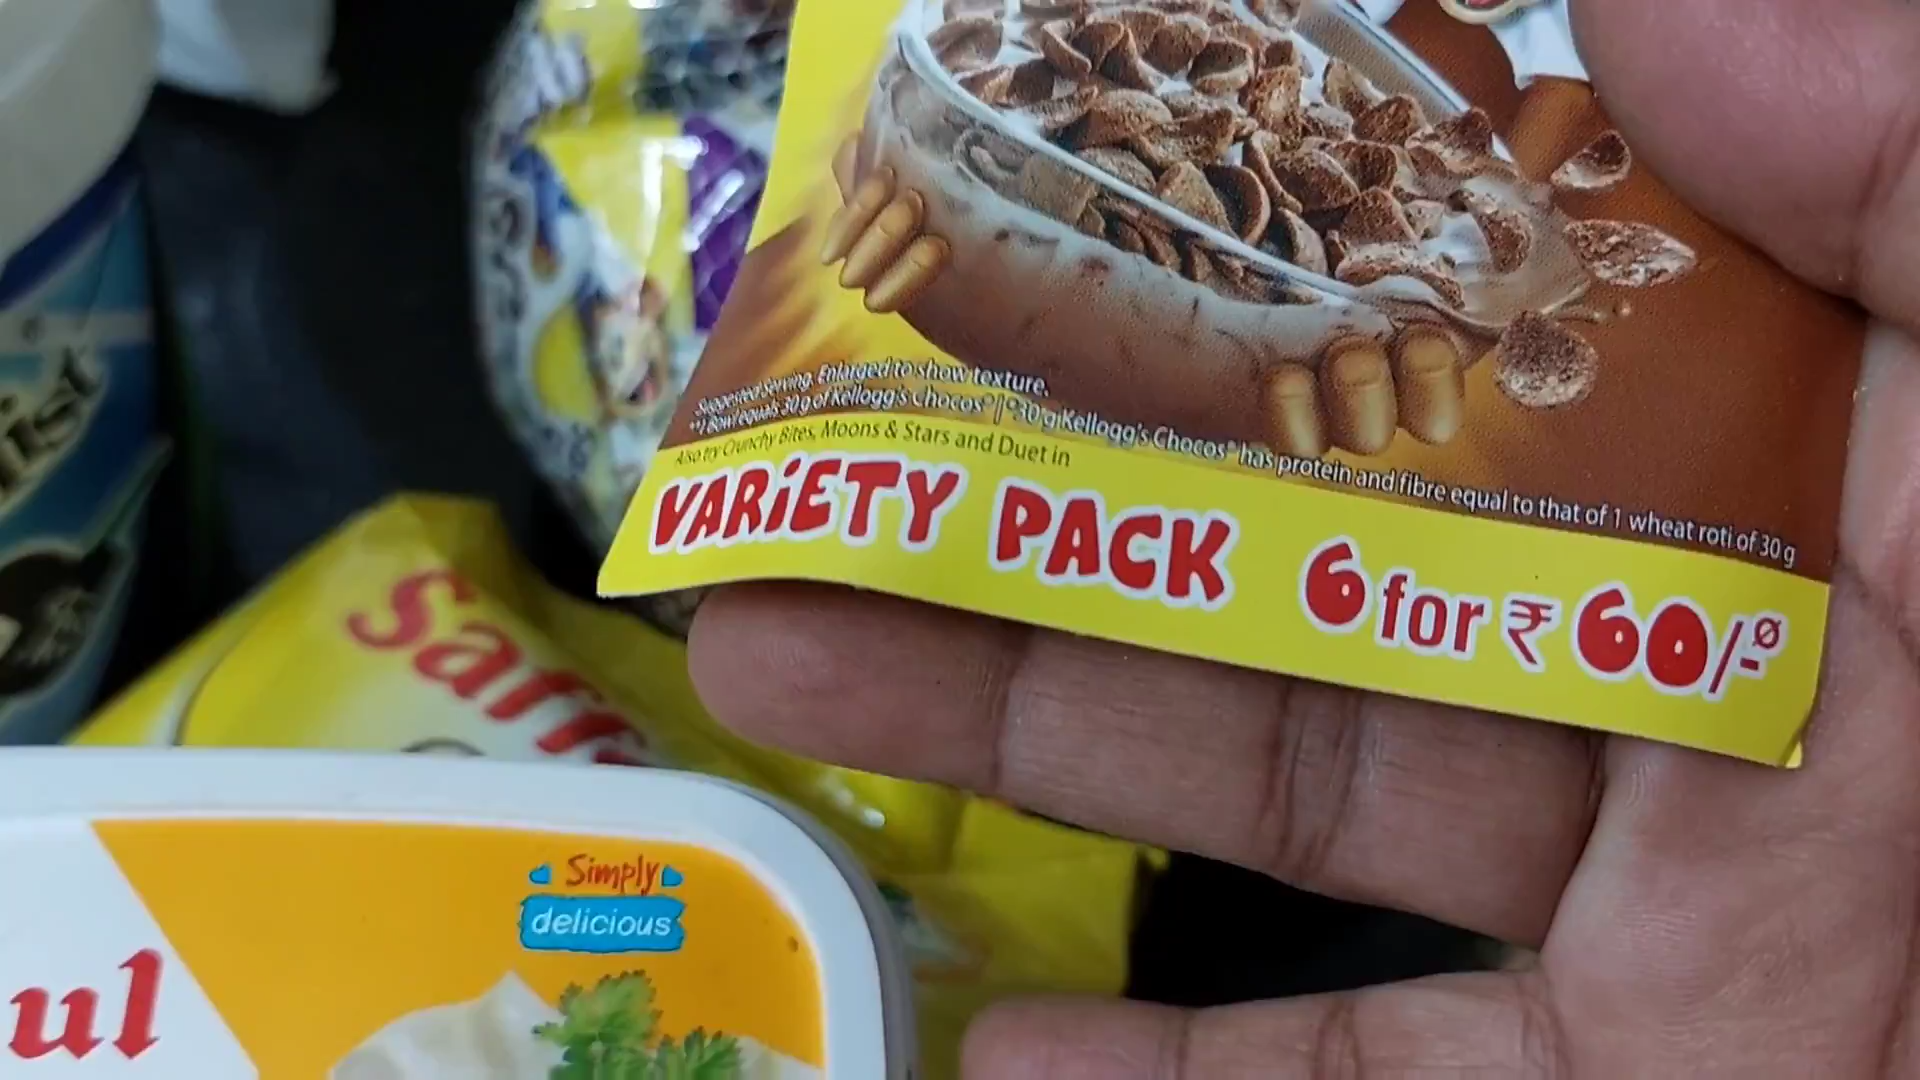 Suggested serving. Enlarged to show texture.
**1 Bowl equals 30 g of Kellogg's Chocos® | °30 g Kellogg's Chocos® has protein and fibre equal to that of 1 wheat roti of 30 g
Also try Crunchy Bites, Moons & Stars and Duet in
VARiETY PACK 6 for ₹ 60/-ø
Saff
Simply
delicious
ul